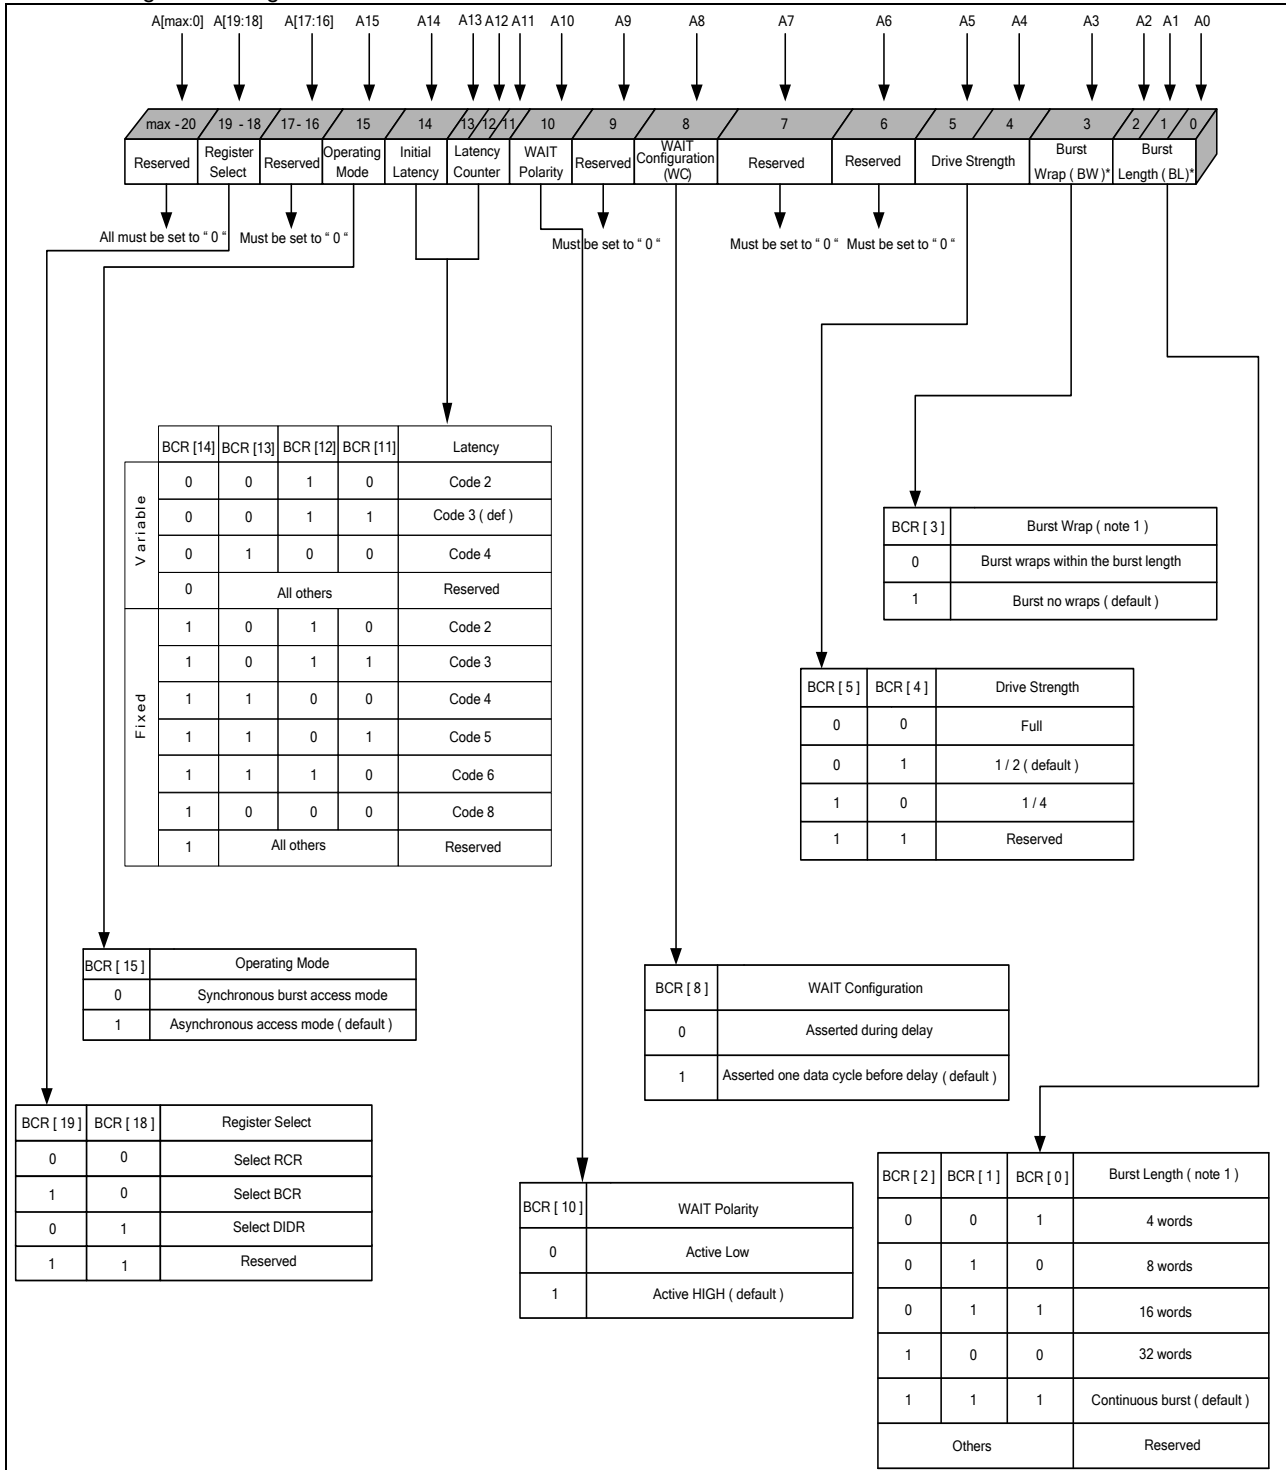 A[max:0] A[19:18] A[17:16] A15 A14 A13 A12 A11 A10 A9 A8 A7 A6 A5 A4 A3 A2 A1 A0
max - 20 19 - 18 17 - 16 15 14 13 12 11 10 9 8 7 6 5 4 3 2 1 0
Reserved Register Select Reserved Operating Mode Initial Latency Latency Counter WAIT Polarity Reserved WAIT Configuration (WC) Reserved Reserved Drive Strength Burst Wrap ( BW )* Burst Length ( BL)*
All must be set to “ 0 “ Must be set to “ 0 “ Must be set to “ 0 “ Must be set to “ 0 “ Must be set to “ 0 “
BCR [14] BCR [13] BCR [12] BCR [11] Latency
Variable
0 0 1 0 Code 2
0 0 1 1 Code 3 ( def )
0 1 0 0 Code 4
0 All others Reserved
Fixed
1 0 1 0 Code 2
1 0 1 1 Code 3
1 1 0 0 Code 4
1 1 0 1 Code 5
1 1 1 0 Code 6
1 0 0 0 Code 8
1 All others Reserved
BCR [ 3 ] Burst Wrap ( note 1 )
0 Burst wraps within the burst length
1 Burst no wraps ( default )
BCR [ 5 ] BCR [ 4 ] Drive Strength
0 0 Full
0 1 1 / 2 ( default )
1 0 1 / 4
1 1 Reserved
BCR [ 15 ] Operating Mode
0 Synchronous burst access mode
1 Asynchronous access mode ( default )
BCR [ 8 ] WAIT Configuration
0 Asserted during delay
1 Asserted one data cycle before delay ( default )
BCR [ 19 ] BCR [ 18 ] Register Select
0 0 Select RCR
1 0 Select BCR
0 1 Select DIDR
1 1 Reserved
BCR [ 10 ] WAIT Polarity
0 Active Low
1 Active HIGH ( default )
BCR [ 2 ] BCR [ 1 ] BCR [ 0 ] Burst Length ( note 1 )
0 0 1 4 words
0 1 0 8 words
0 1 1 16 words
1 0 0 32 words
1 1 1 Continuous burst ( default )
Others Reserved